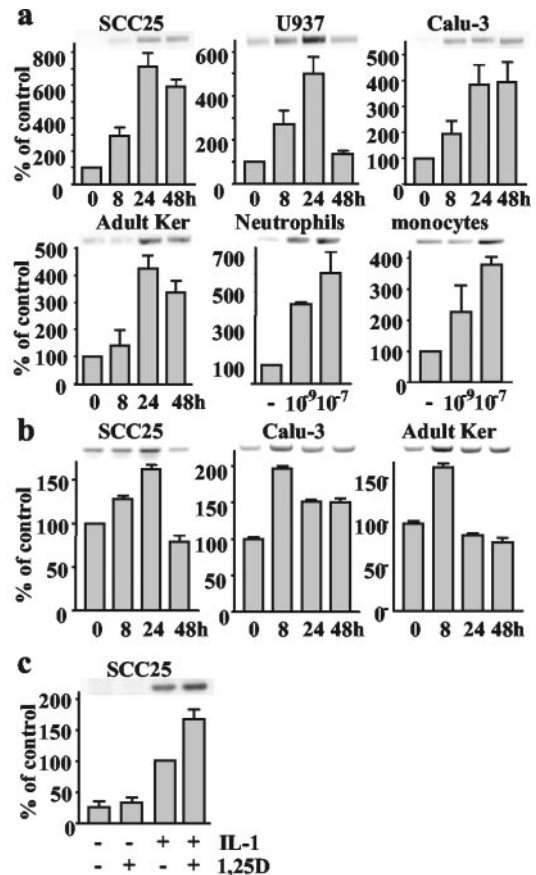 a
SCC25 U937 Calu-3
% of control
800
600
400
200
0
0 8 24 48h
600
400
200
0
0 8 24 48h
500
400
300
200
100
0
0 8 24 48h
Adult Ker Neutrophils monocytes
% of control
500
400
300
200
100
0
0 8 24 48h
700
500
300
100
- 10-9 10-7
400
300
200
100
0
- 10-9 10-7
b
SCC25 Calu-3 Adult Ker
% of control
150
100
50
0
0 8 24 48h
200
150
100
50
0
0 8 24 48h
150
100
50
0
0 8 24 48h
c
SCC25
% of control
200
150
100
50
0
- - + + IL-1
- + - + 1,25D